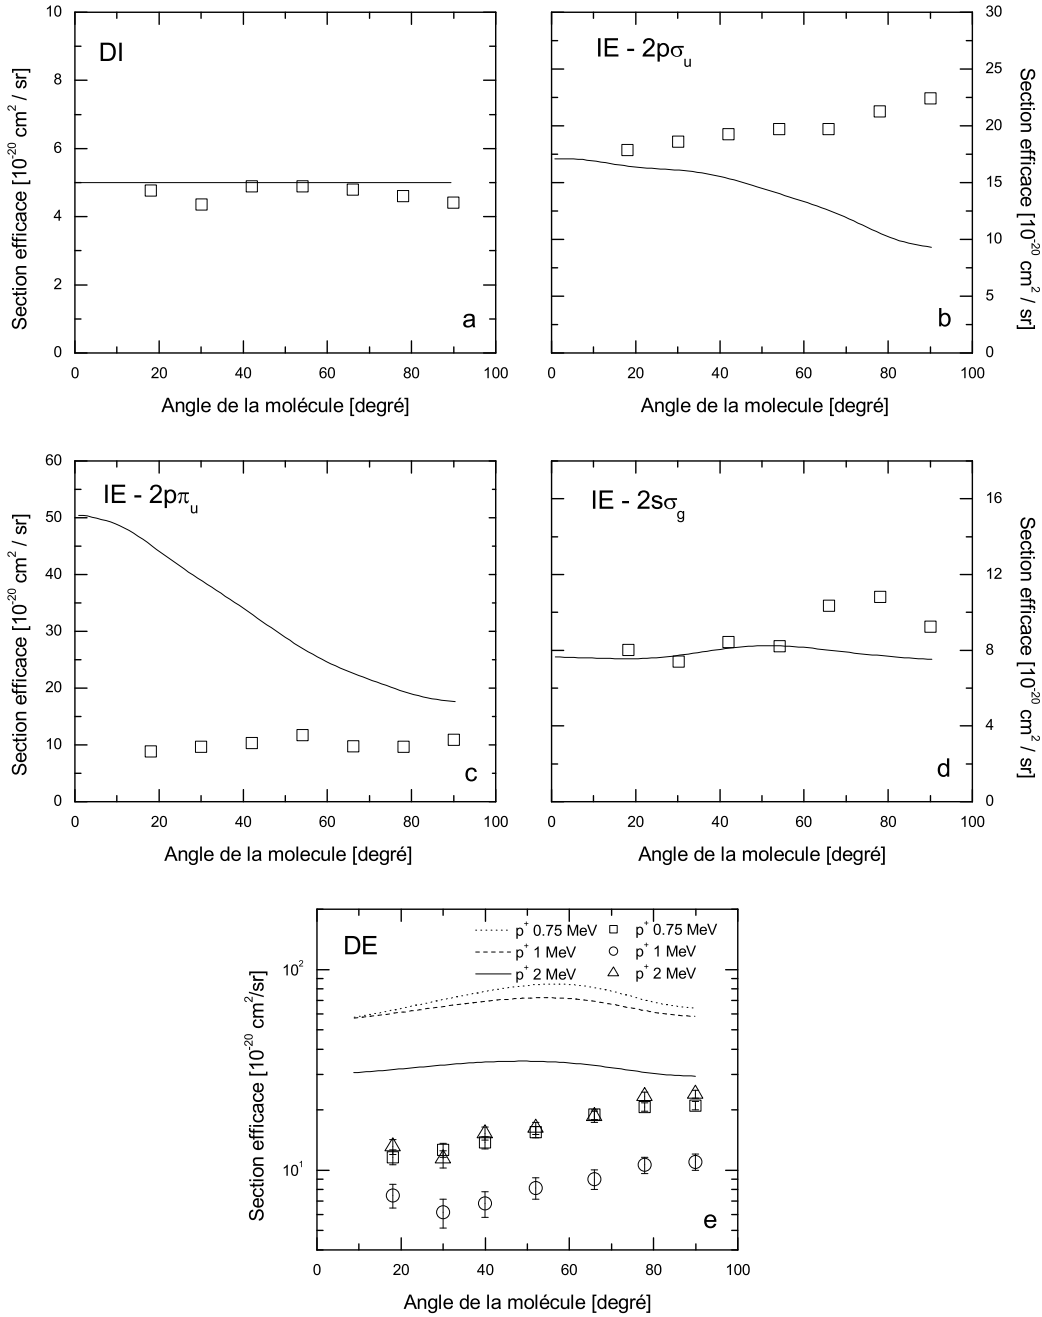 DI
10
8
6
4
2
0
0 20 40 60 80 100
Section efficace [10⁻²⁰ cm² / sr]
Angle de la molécule [degré]
a
IE - 2pσᵤ
30
25
20
15
10
5
0
0 20 40 60 80 100
Section efficace [10⁻²⁰ cm² / sr]
Angle de la molecule [degré]
b
IE - 2pπᵤ
60
50
40
30
20
10
0
0 20 40 60 80 100
Section efficace [10⁻²⁰ cm² / sr]
Angle de la molecule [degré]
c
IE - 2sσg
16
12
8
4
0
0 20 40 60 80 100
Section efficace [10⁻²⁰ cm² / sr]
Angle de la molecule [degré]
d
DE
p⁺ 0.75 MeV p⁺ 0.75 MeV
p⁺ 1 MeV p⁺ 1 MeV
p⁺ 2 MeV p⁺ 2 MeV
10²
10¹
0 20 40 60 80 100
Section efficace [10⁻²⁰ cm²/sr]
Angle de la molécule [degré]
e